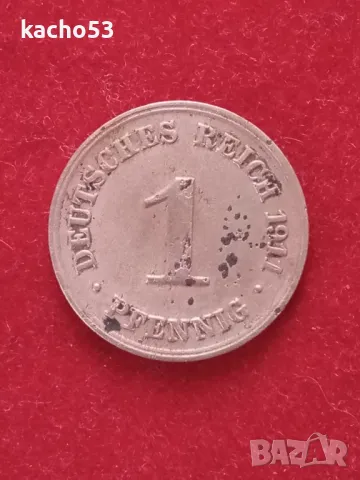 kacho53
DEUTSCHES REICH 1911
1
PFENNIG
BAZAR